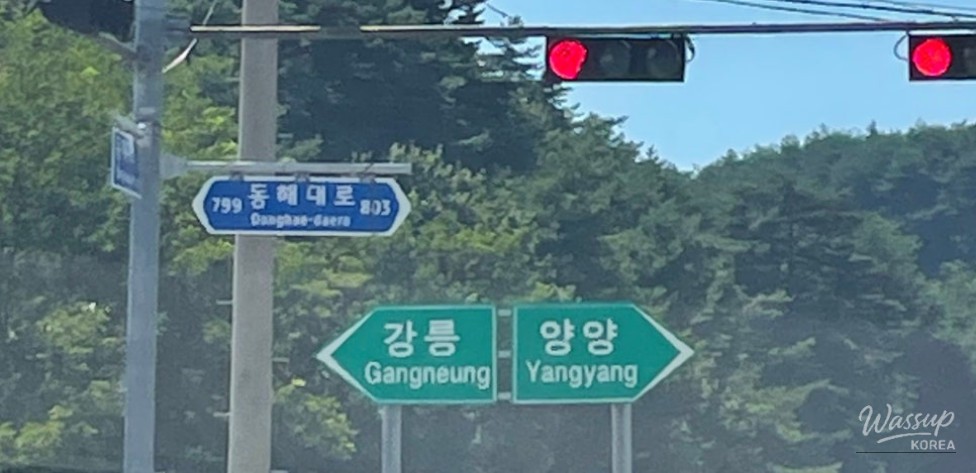 799 동해대로 803
Donghae-daero
강릉
Gangneung
양양
Yangyang
Wassup
KOREA